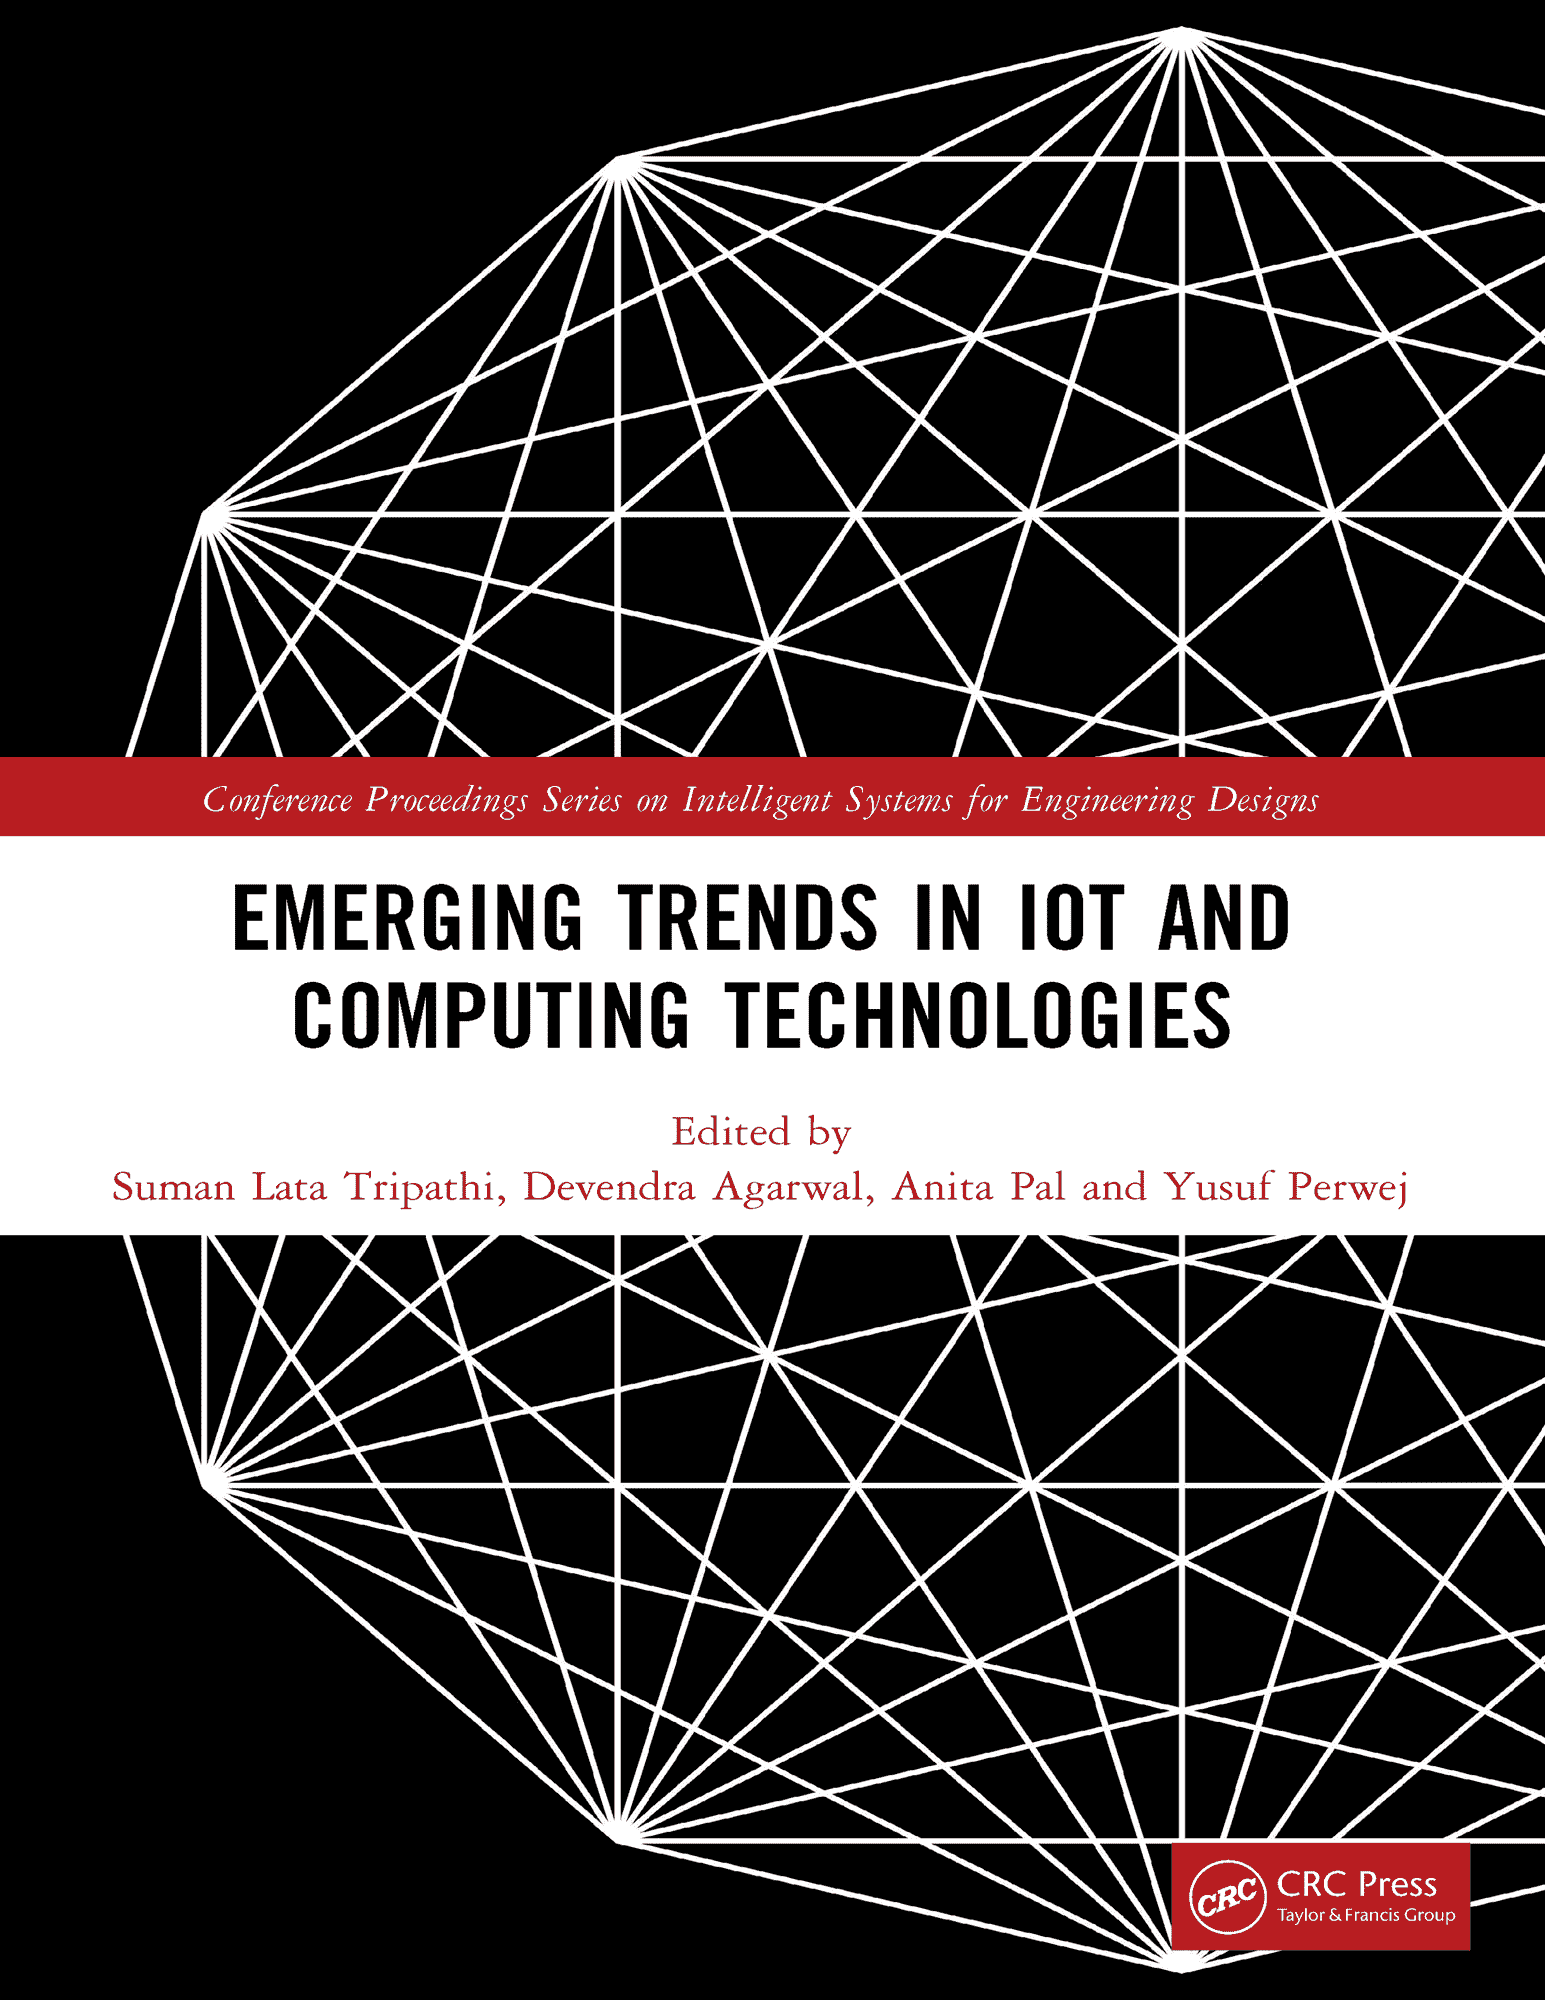 Conference Proceedings Series on Intelligent Systems for Engineering Designs
EMERGING TRENDS IN IOT AND
COMPUTING TECHNOLOGIES
Edited by
Suman Lata Tripathi, Devendra Agarwal, Anita Pal and Yusuf Perwej
CRC
CRC Press
Taylor & Francis Group